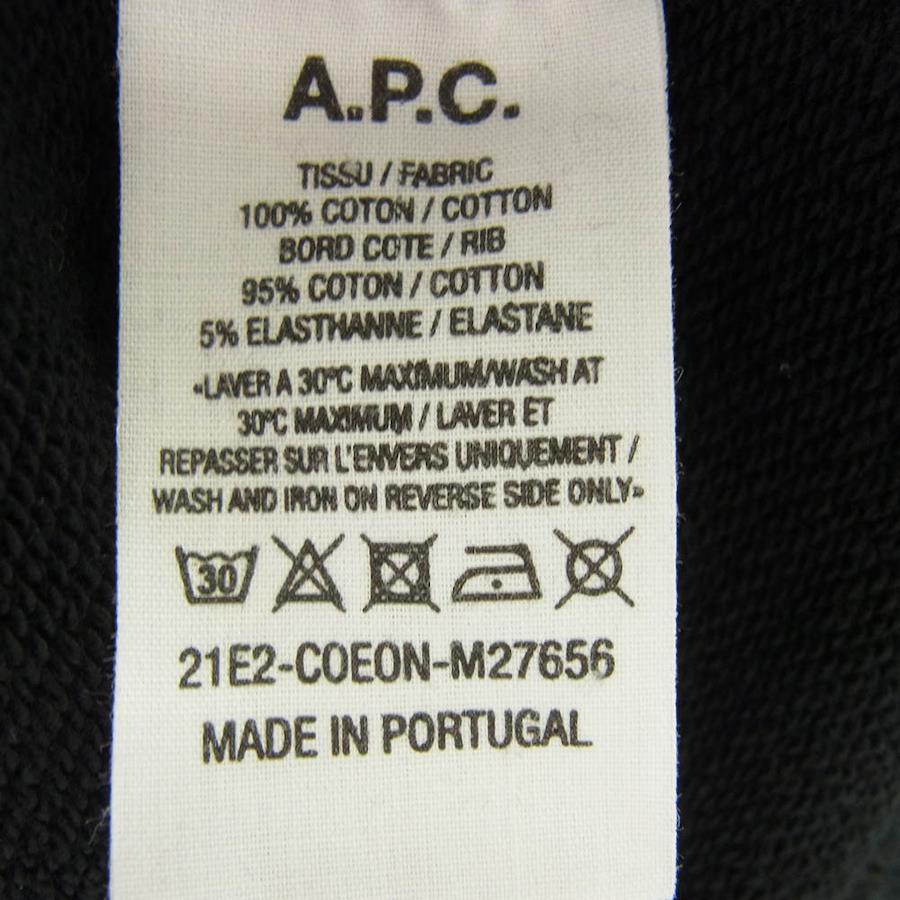 A.P.C.
TISSU / FABRIC
100% COTON / COTTON
BORD COTE / RIB
95% COTON / COTTON
5% ELASTHANNE / ELASTANE
«LAVER A 30°C MAXIMUM/WASH AT
30°C MAXIMUM / LAVER ET
REPASSER SUR L'ENVERS UNIQUEMENT /
WASH AND IRON ON REVERSE SIDE ONLY»
30
21E2-COEON-M27656
MADE IN PORTUGAL